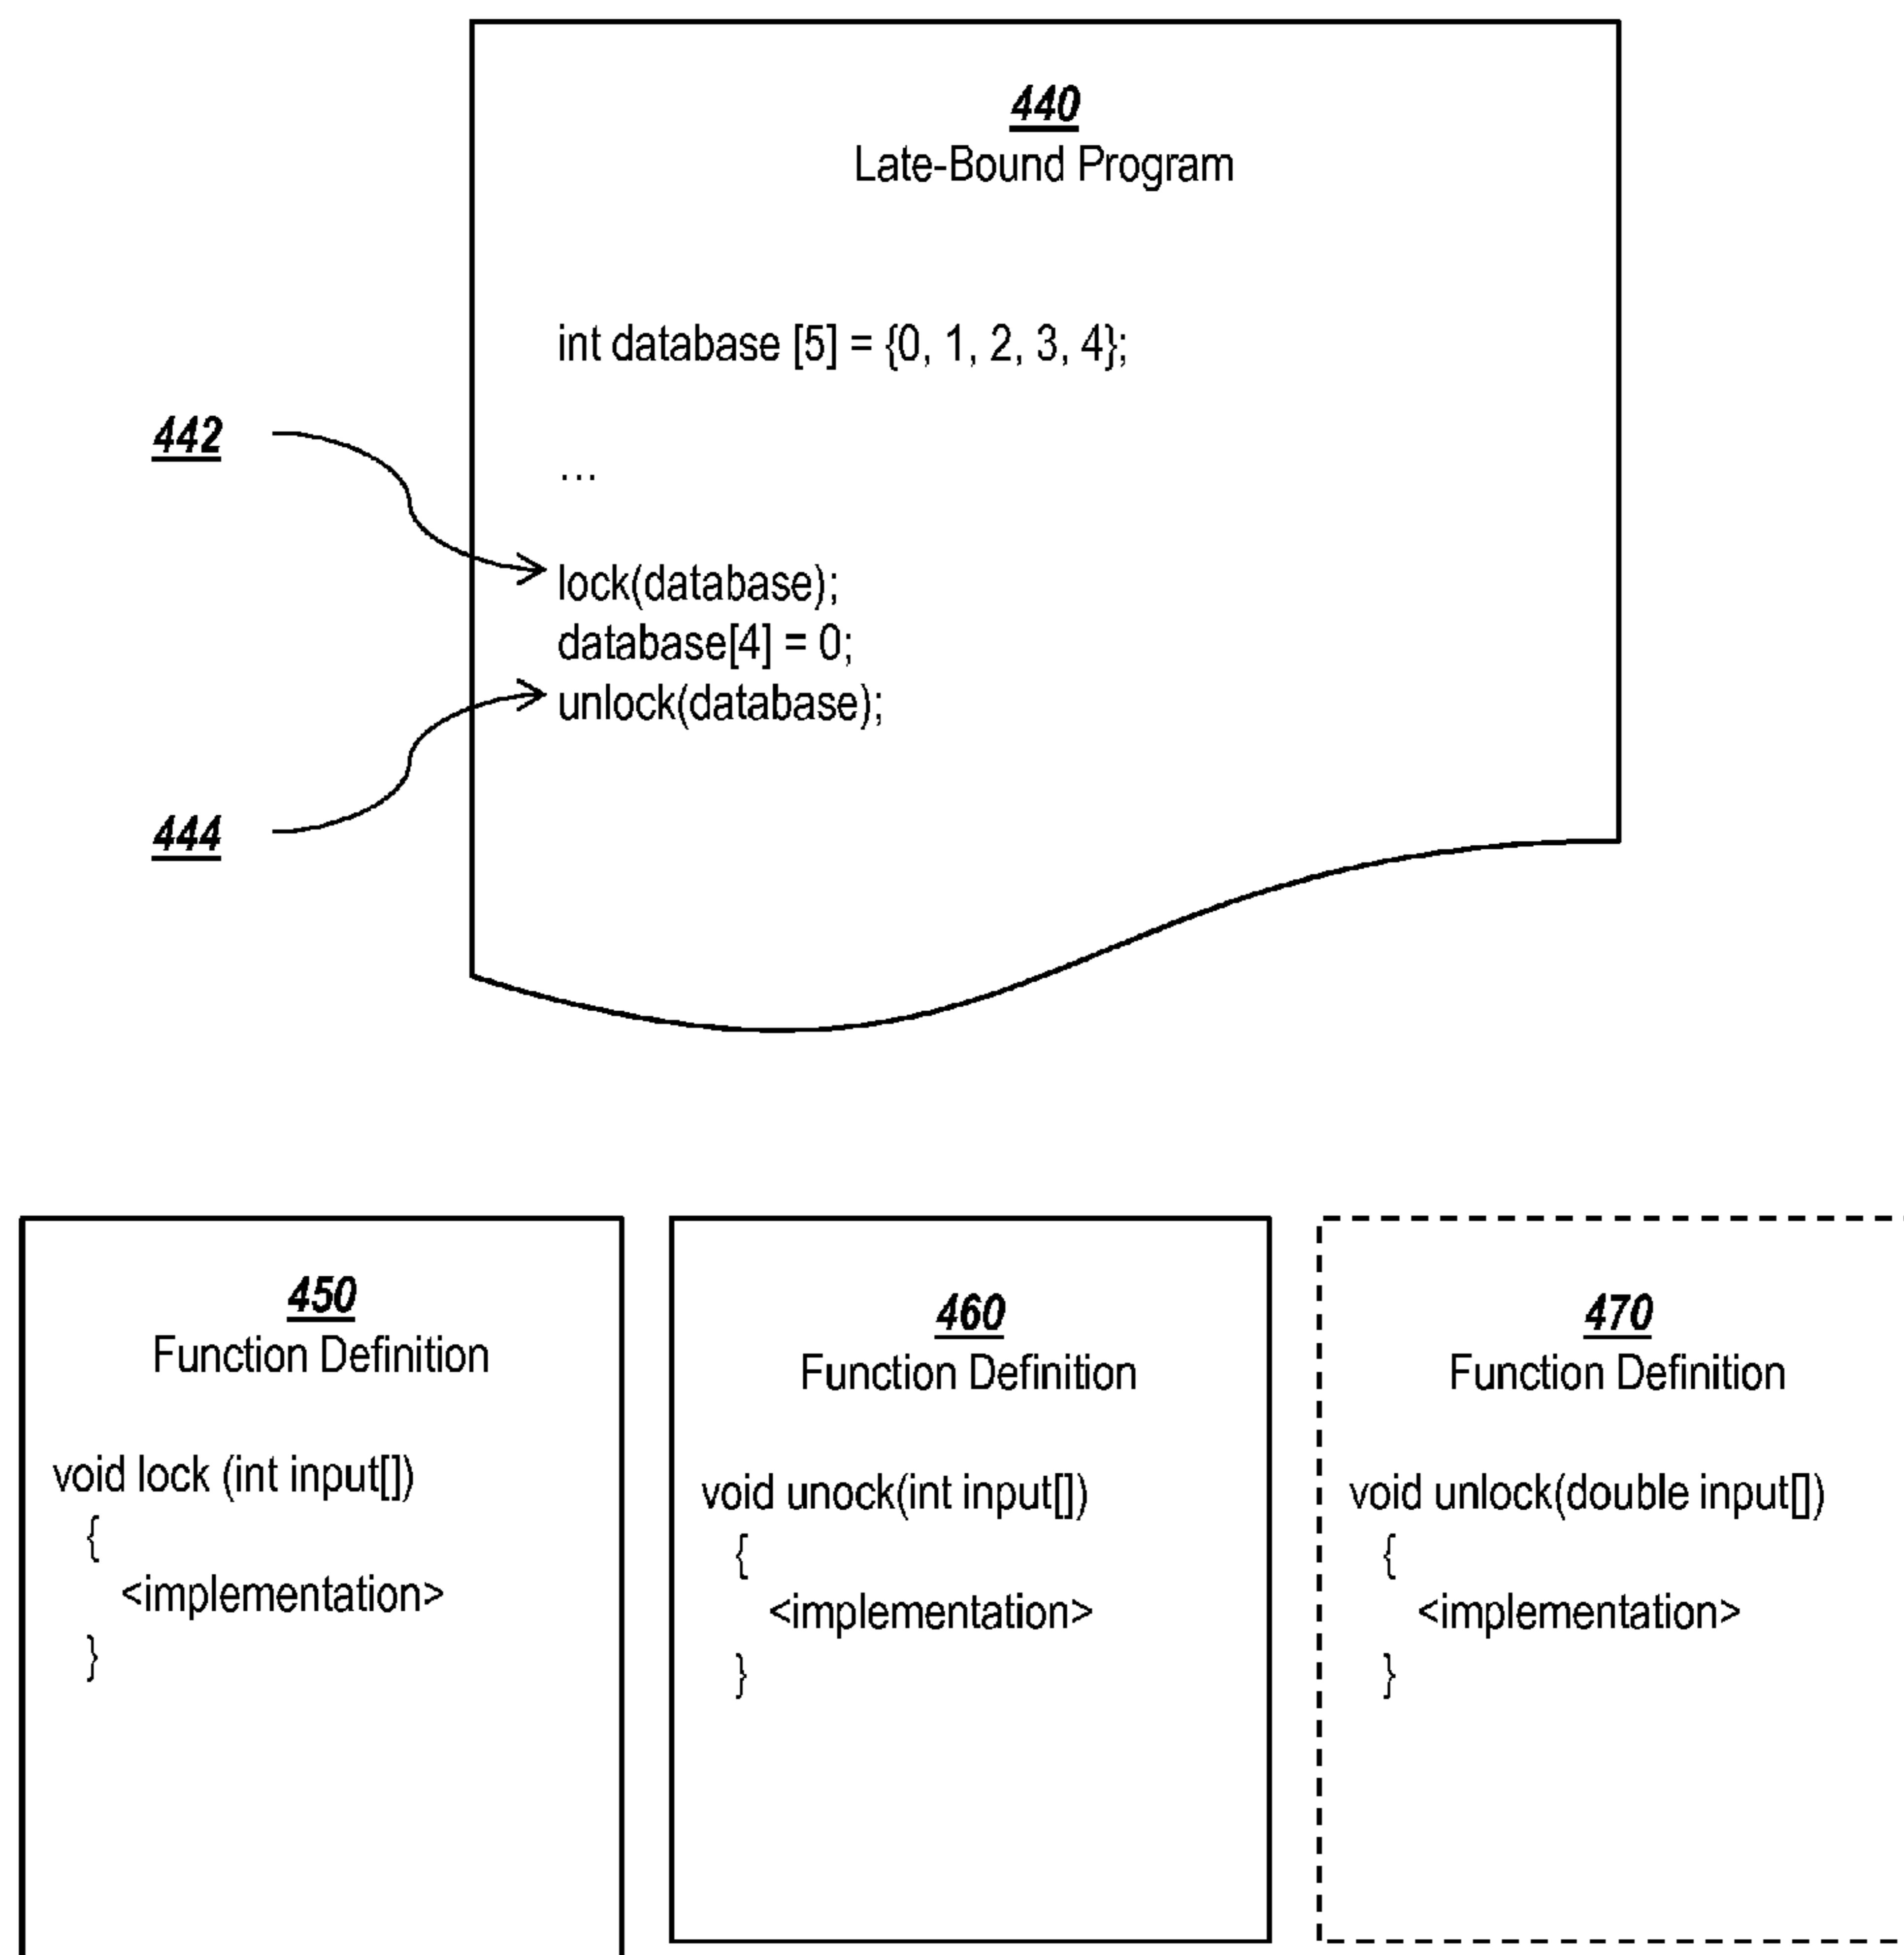 440
Late-Bound Program
int database [5] = {0, 1, 2, 3, 4};
442
...
lock(database);
database[4] = 0;
unlock(database);
444
450
Function Definition
void lock (int input[])
{
<implementation>
}
460
Function Definition
void unock(int input[])
{
<implementation>
}
470
Function Definition
void unlock(double input[])
{
<implementation>
}